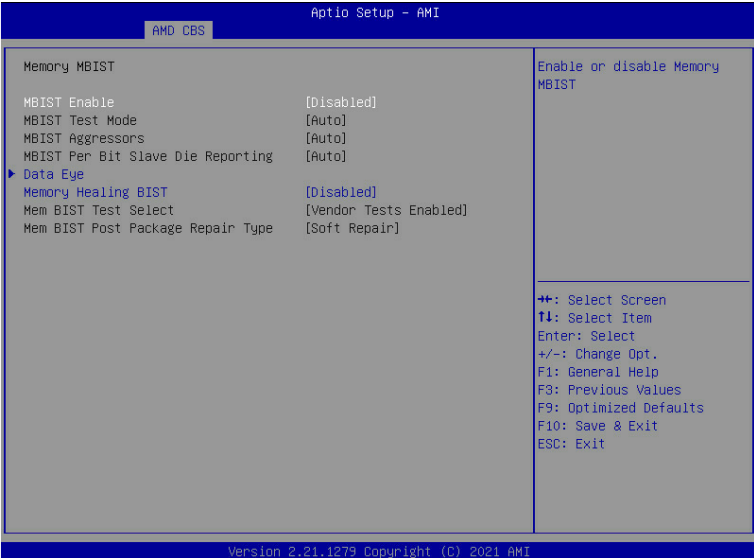 Aptio Setup – AMI
AMD CBS
Memory MBIST
MBIST Enable [Disabled]
MBIST Test Mode [Auto]
MBIST Aggressors [Auto]
MBIST Per Bit Slave Die Reporting [Auto]
Data Eye
Memory Healing BIST [Disabled]
Mem BIST Test Select [Vendor Tests Enabled]
Mem BIST Post Package Repair Type [Soft Repair]
Enable or disable Memory
MBIST
→←: Select Screen
↑↓: Select Item
Enter: Select
+/-: Change Opt.
F1: General Help
F3: Previous Values
F9: Optimized Defaults
F10: Save & Exit
ESC: Exit
Version 2.21.1279 Copyright (C) 2021 AMI